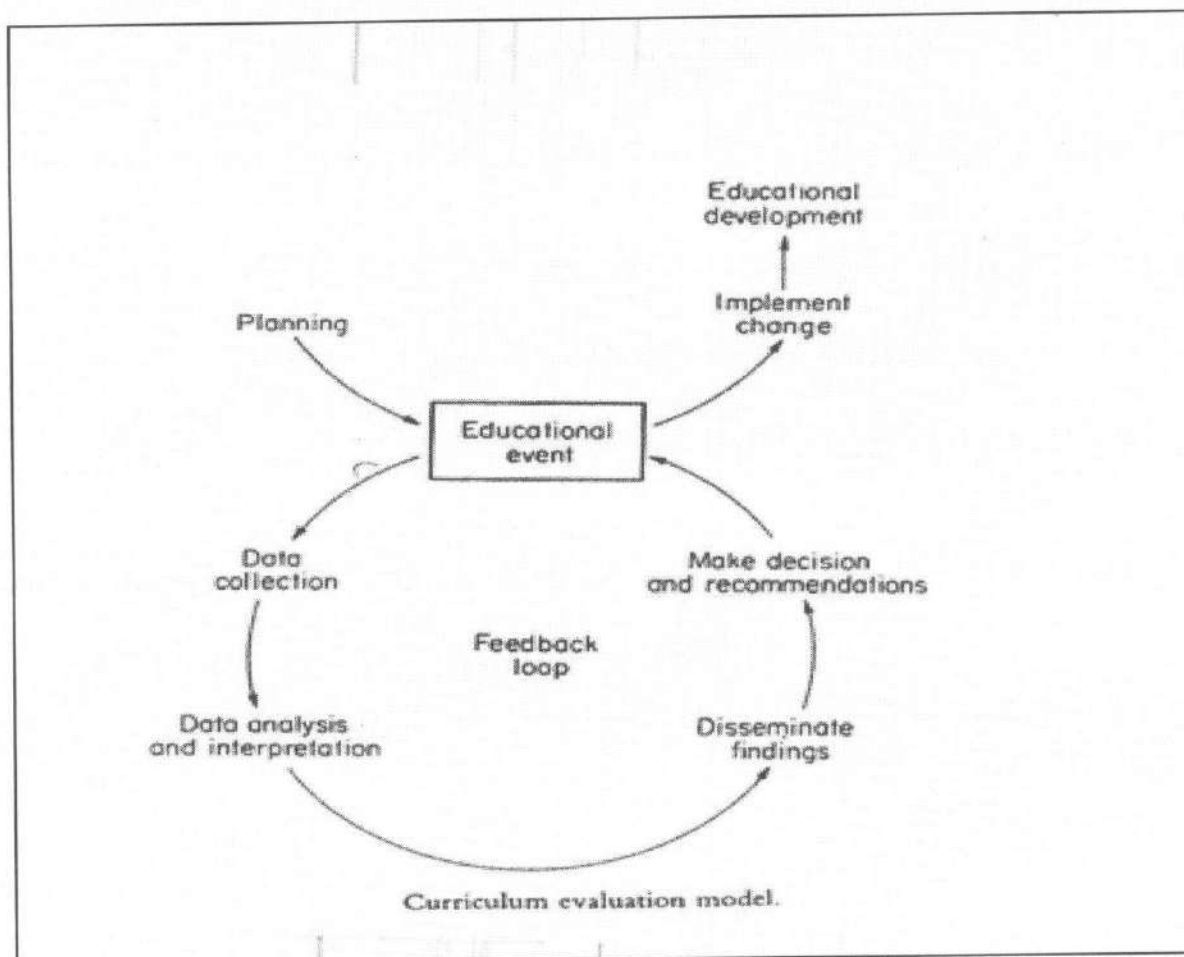 Educational
development
Implement
change
Planning
Educational
event
Data
collection
Make decision
and recommendations
Feedback
loop
Data analysis
and interpretation
Disseminate
findings
Curriculum evaluation model.